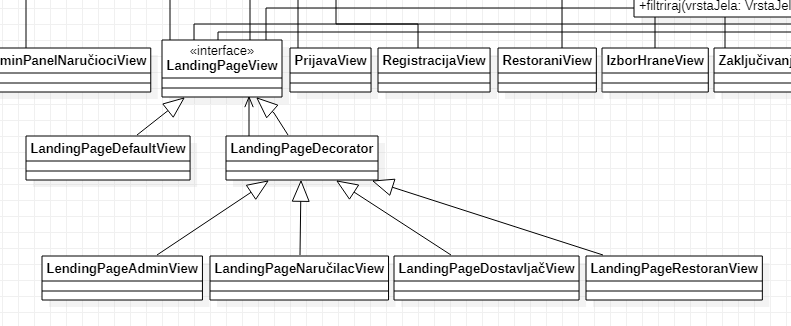 +filtriraj(vrstaJela: VrstaJel
minPanelNaručiociView
«interface»
LandingPageView
PrijavaView
RegistracijaView
RestoraniView
IzborHraneView
Zaključivanj
LandingPageDefaultView
LandingPageDecorator
LendingPageAdminView
LandingPageNaručilacView
LandingPageDostavljačView
LandingPageRestoranView